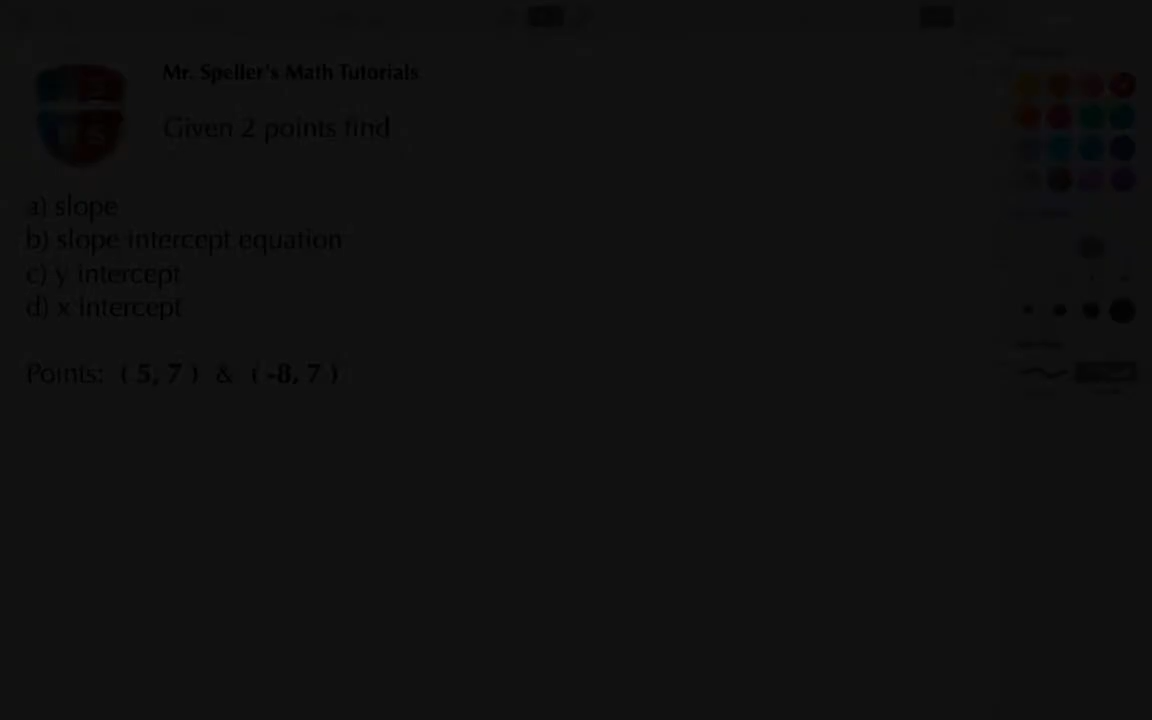 Mr. Speller's Math Tutorials
Given 2 points find
a) slope
b) slope intercept equation
c) y intercept
d) x intercept
Points: ( 5, 7 ) & ( -8, 7 )